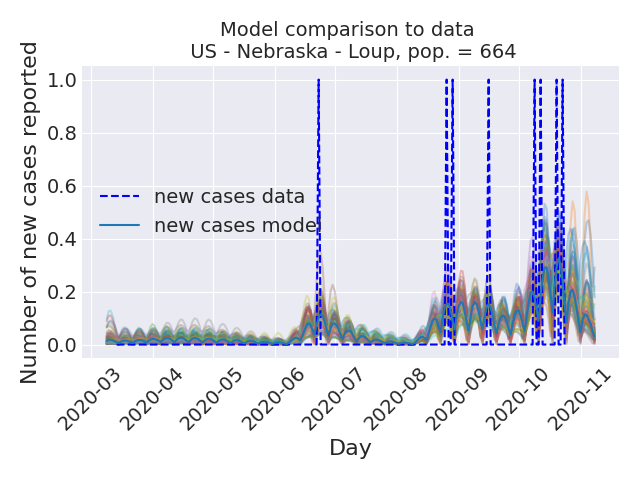 Model comparison to data
US - Nebraska - Loup, pop. = 664
Number of new cases reported
1.0
0.8
0.6
0.4
0.2
0.0
new cases data
new cases model
2020-03
2020-04
2020-05
2020-06
2020-07
2020-08
2020-09
2020-10
2020-11
Day